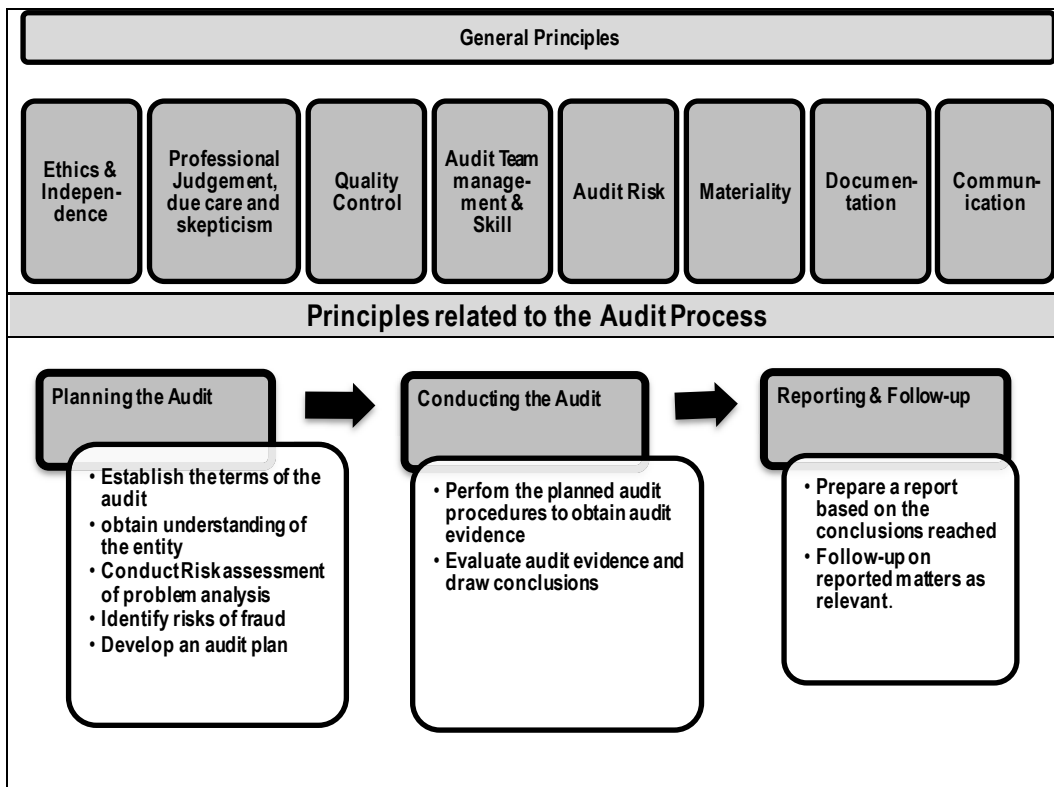 General Principles
Ethics &
Indepen-
dence
Professional
Judgement,
due care and
skepticism
Quality
Control
Audit Team
manage-
ment &
Skill
Audit Risk
Materiality
Documen-
tation
Commun-
ication
Principles related to the Audit Process
Planning the Audit
• Establish the terms of the
audit
• obtain understanding of
the entity
• Conduct Risk assessment
of problem analysis
• Identify risks of fraud
• Develop an audit plan
Conducting the Audit
• Perfom the planned audit
procedures to obtain audit
evidence
• Evaluate audit evidence and
draw conclusions
Reporting & Follow-up
• Prepare a report
based on the
conclusions reached
• Follow-up on
reported matters as
relevant.